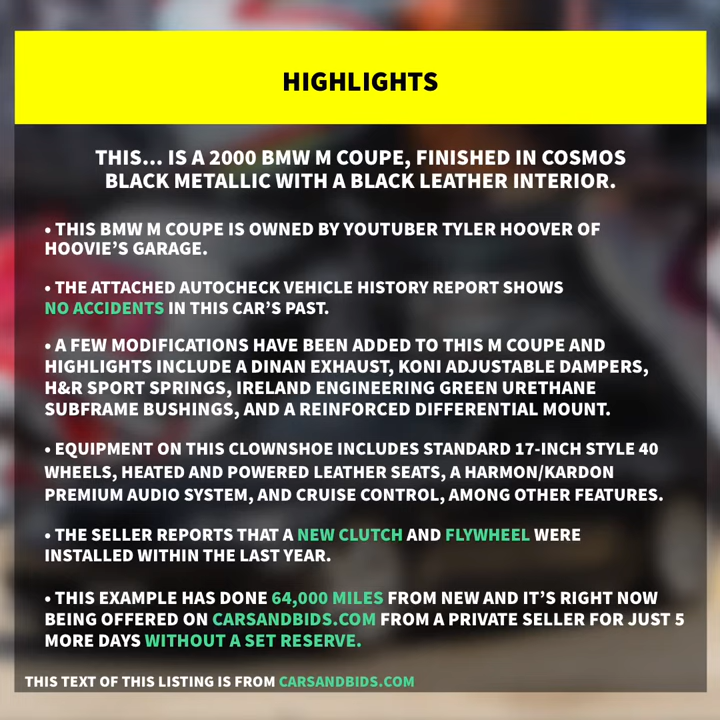 HIGHLIGHTS
THIS... IS A 2000 BMW M COUPE, FINISHED IN COSMOS
BLACK METALLIC WITH A BLACK LEATHER INTERIOR.
• THIS BMW M COUPE IS OWNED BY YOUTUBER TYLER HOOVER OF
HOOVIE'S GARAGE.
• THE ATTACHED AUTOCHECK VEHICLE HISTORY REPORT SHOWS
NO ACCIDENTS IN THIS CAR'S PAST.
• A FEW MODIFICATIONS HAVE BEEN ADDED TO THIS M COUPE AND
HIGHLIGHTS INCLUDE A DINAN EXHAUST, KONI ADJUSTABLE DAMPERS,
H&R SPORT SPRINGS, IRELAND ENGINEERING GREEN URETHANE
SUBFRAME BUSHINGS, AND A REINFORCED DIFFERENTIAL MOUNT.
• EQUIPMENT ON THIS CLOWNSHOE INCLUDES STANDARD 17-INCH STYLE 40
WHEELS, HEATED AND POWERED LEATHER SEATS, A HARMON/KARDON
PREMIUM AUDIO SYSTEM, AND CRUISE CONTROL, AMONG OTHER FEATURES.
• THE SELLER REPORTS THAT A NEW CLUTCH AND FLYWHEEL WERE
INSTALLED WITHIN THE LAST YEAR.
• THIS EXAMPLE HAS DONE 64,000 MILES FROM NEW AND IT'S RIGHT NOW
BEING OFFERED ON CARSANDBIDS.COM FROM A PRIVATE SELLER FOR JUST 5
MORE DAYS WITHOUT A SET RESERVE.
THIS TEXT OF THIS LISTING IS FROM CARSANDBIDS.COM